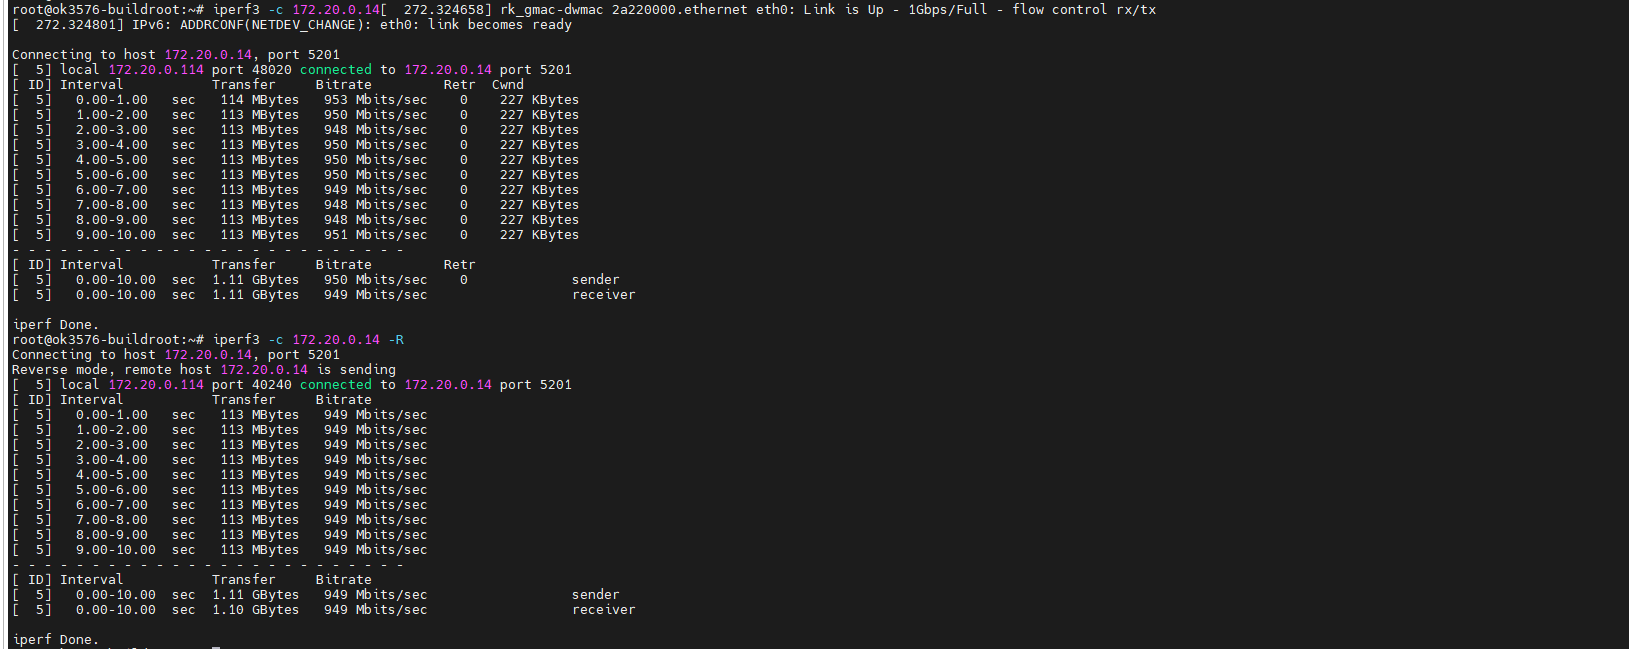 root@ok3576-buildroot:~# iperf3 -c 172.20.0.14[  272.324658] rk_gmac-dwmac 2a220000.ethernet eth0: Link is Up - 1Gbps/Full - flow control rx/tx
[  272.324801] IPv6: ADDRCONF(NETDEV_CHANGE): eth0: link becomes ready
Connecting to host 172.20.0.14, port 5201
[  5] local 172.20.0.114 port 48020 connected to 172.20.0.14 port 5201
[ ID] Interval           Transfer     Bitrate         Retr  Cwnd
[  5]   0.00-1.00   sec   114 MBytes   953 Mbits/sec    0    227 KBytes
[  5]   1.00-2.00   sec   113 MBytes   950 Mbits/sec    0    227 KBytes
[  5]   2.00-3.00   sec   113 MBytes   948 Mbits/sec    0    227 KBytes
[  5]   3.00-4.00   sec   113 MBytes   950 Mbits/sec    0    227 KBytes
[  5]   4.00-5.00   sec   113 MBytes   950 Mbits/sec    0    227 KBytes
[  5]   5.00-6.00   sec   113 MBytes   950 Mbits/sec    0    227 KBytes
[  5]   6.00-7.00   sec   113 MBytes   949 Mbits/sec    0    227 KBytes
[  5]   7.00-8.00   sec   113 MBytes   948 Mbits/sec    0    227 KBytes
[  5]   8.00-9.00   sec   113 MBytes   948 Mbits/sec    0    227 KBytes
[  5]   9.00-10.00  sec   113 MBytes   951 Mbits/sec    0    227 KBytes
- - - - - - - - - - - - - - - - - - - - - - - - -
[ ID] Interval           Transfer     Bitrate         Retr
[  5]   0.00-10.00  sec  1.11 GBytes   950 Mbits/sec    0             sender
[  5]   0.00-10.00  sec  1.11 GBytes   949 Mbits/sec                  receiver
iperf Done.
root@ok3576-buildroot:~# iperf3 -c 172.20.0.14 -R
Connecting to host 172.20.0.14, port 5201
Reverse mode, remote host 172.20.0.14 is sending
[  5] local 172.20.0.114 port 40240 connected to 172.20.0.14 port 5201
[ ID] Interval           Transfer     Bitrate
[  5]   0.00-1.00   sec   113 MBytes   949 Mbits/sec
[  5]   1.00-2.00   sec   113 MBytes   949 Mbits/sec
[  5]   2.00-3.00   sec   113 MBytes   949 Mbits/sec
[  5]   3.00-4.00   sec   113 MBytes   949 Mbits/sec
[  5]   4.00-5.00   sec   113 MBytes   949 Mbits/sec
[  5]   5.00-6.00   sec   113 MBytes   949 Mbits/sec
[  5]   6.00-7.00   sec   113 MBytes   949 Mbits/sec
[  5]   7.00-8.00   sec   113 MBytes   949 Mbits/sec
[  5]   8.00-9.00   sec   113 MBytes   949 Mbits/sec
[  5]   9.00-10.00  sec   113 MBytes   949 Mbits/sec
- - - - - - - - - - - - - - - - - - - - - - - - -
[ ID] Interval           Transfer     Bitrate
[  5]   0.00-10.00  sec  1.11 GBytes   949 Mbits/sec                  sender
[  5]   0.00-10.00  sec  1.10 GBytes   949 Mbits/sec                  receiver
iperf Done.